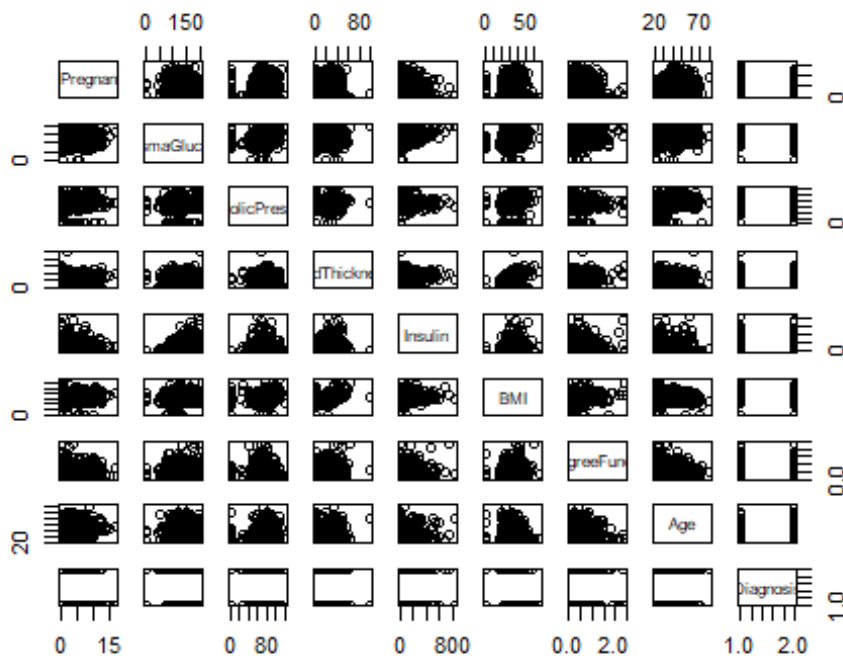 0 150 0 80 0 50 20 70
Pregnan 0
0 smaGluc
olicPres 0
0 dThickne
Insulin 0
0 BMI
greeFun 0.0
20 Age
Diagnosis 1.0
0 15 0 80 0 800 0.0 2.0 1.0 2.0